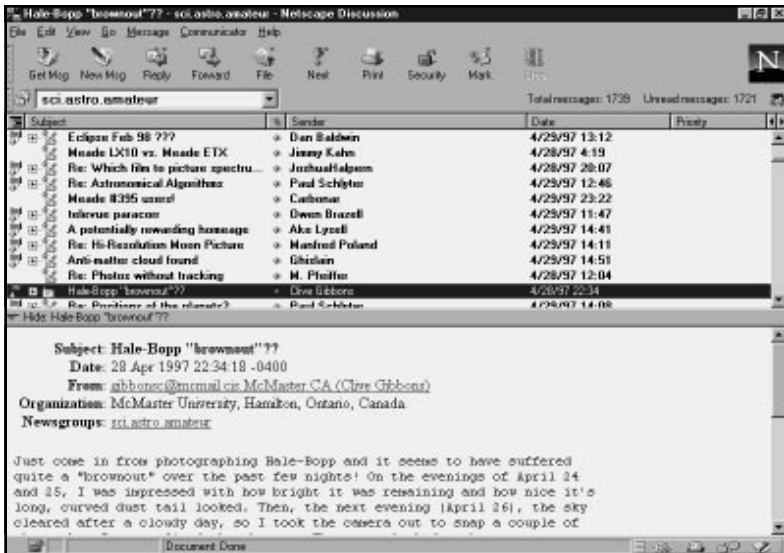 Hale-Bopp "brownout"?? - sci.astro.amateur - Netscape Discussion
File Edit View Go Message Communicator Help
Get Msg New Msg Reply Forward File Next Print Security Mark
N
sci.astro.amateur Total messages: 1739 Unread messages: 1721
Subject Sender Date Priority
Eclipse Feb 98 ??? Dan Baldwin 4/29/97 13:12
Meade LX10 vs. Meade ETX Jimmy Kahn 4/28/97 4:19
Re: Which film to picture spectru... JoshuaHalpern 4/28/97 20:07
Re: Astronomical Algorithms Paul Schlyter 4/29/97 12:46
Meade #395 users! Carbonar 4/29/97 23:22
televue paracorr Owen Brazell 4/29/97 11:47
A potentially rewarding homeage Ake Lysell 4/29/97 14:41
Re: Hi-Resolution Moon Picture Manfred Poland 4/29/97 14:11
Anti-matter cloud found Ghislain 4/29/97 14:51
Re: Photos without tracking M. Pfeiffer 4/28/97 12:04
Hale-Bopp "brownout"?? Clive Gibbons 4/28/97 22:34
Re: Positions of the planets? Paul Schlyter 4/29/97 14:08
Hide: Hale-Bopp "brownout"??
Subject: Hale-Bopp "brownout"??
Date: 28 Apr 1997 22:34:18 -0400
From: gibbonsc@mcmail.cis.McMaster.CA (Clive Gibbons)
Organization: McMaster University, Hamilton, Ontario, Canada.
Newsgroups: sci.astro.amateur
Just come in from photographing Hale-Bopp and it seems to have suffered
quite a "brownout" over the past few nights! On the evenings of April 24
and 25, I was impressed with how bright it was remaining and how nice it's
long, curved dust tail looked. Then, the next evening (April 26), the sky
cleared after a cloudy day, so I took the camera out to snap a couple of
Document Done